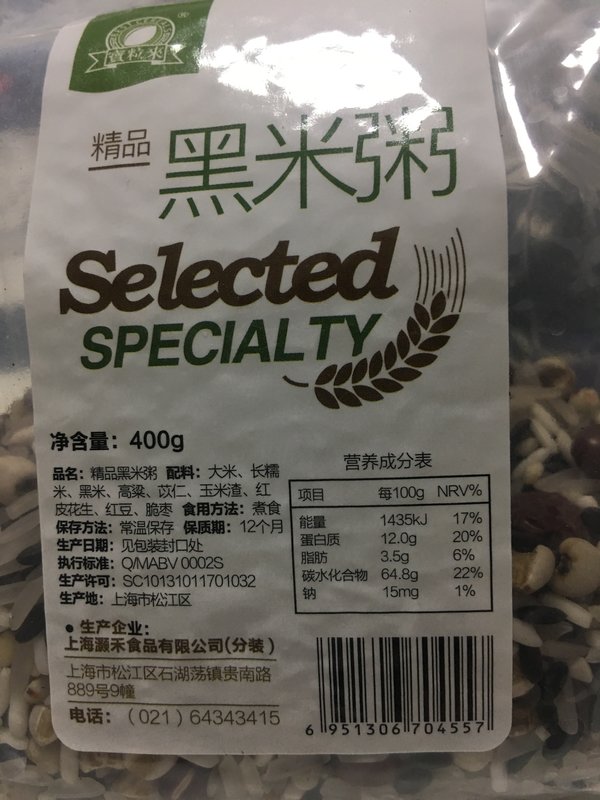 寶粒米
®
精品
黑米粥
Selected
SPECIALTY
净含量：400g
品名：精品黑米粥 配料：大米、长糯
米、黑米、高粱、苡仁、玉米渣、红
皮花生、红豆、脆枣 食用方法：煮食
保存方法：常温保存 保质期：12个月
生产日期：见包装封口处
执行标准：Q/MABV 0002S
生产许可：SC10131011701032
生产地：上海市松江区
营养成分表
项目 每100g NRV%
能量 1435kJ 17%
蛋白质 12.0g 20%
脂肪 3.5g 6%
碳水化合物 64.8g 22%
钠 15mg 1%
● 生产企业：
上海灏禾食品有限公司(分装)
上海市松江区石湖荡镇贵南路
889号9幢
电话：（021）64343415
6 951306 704557